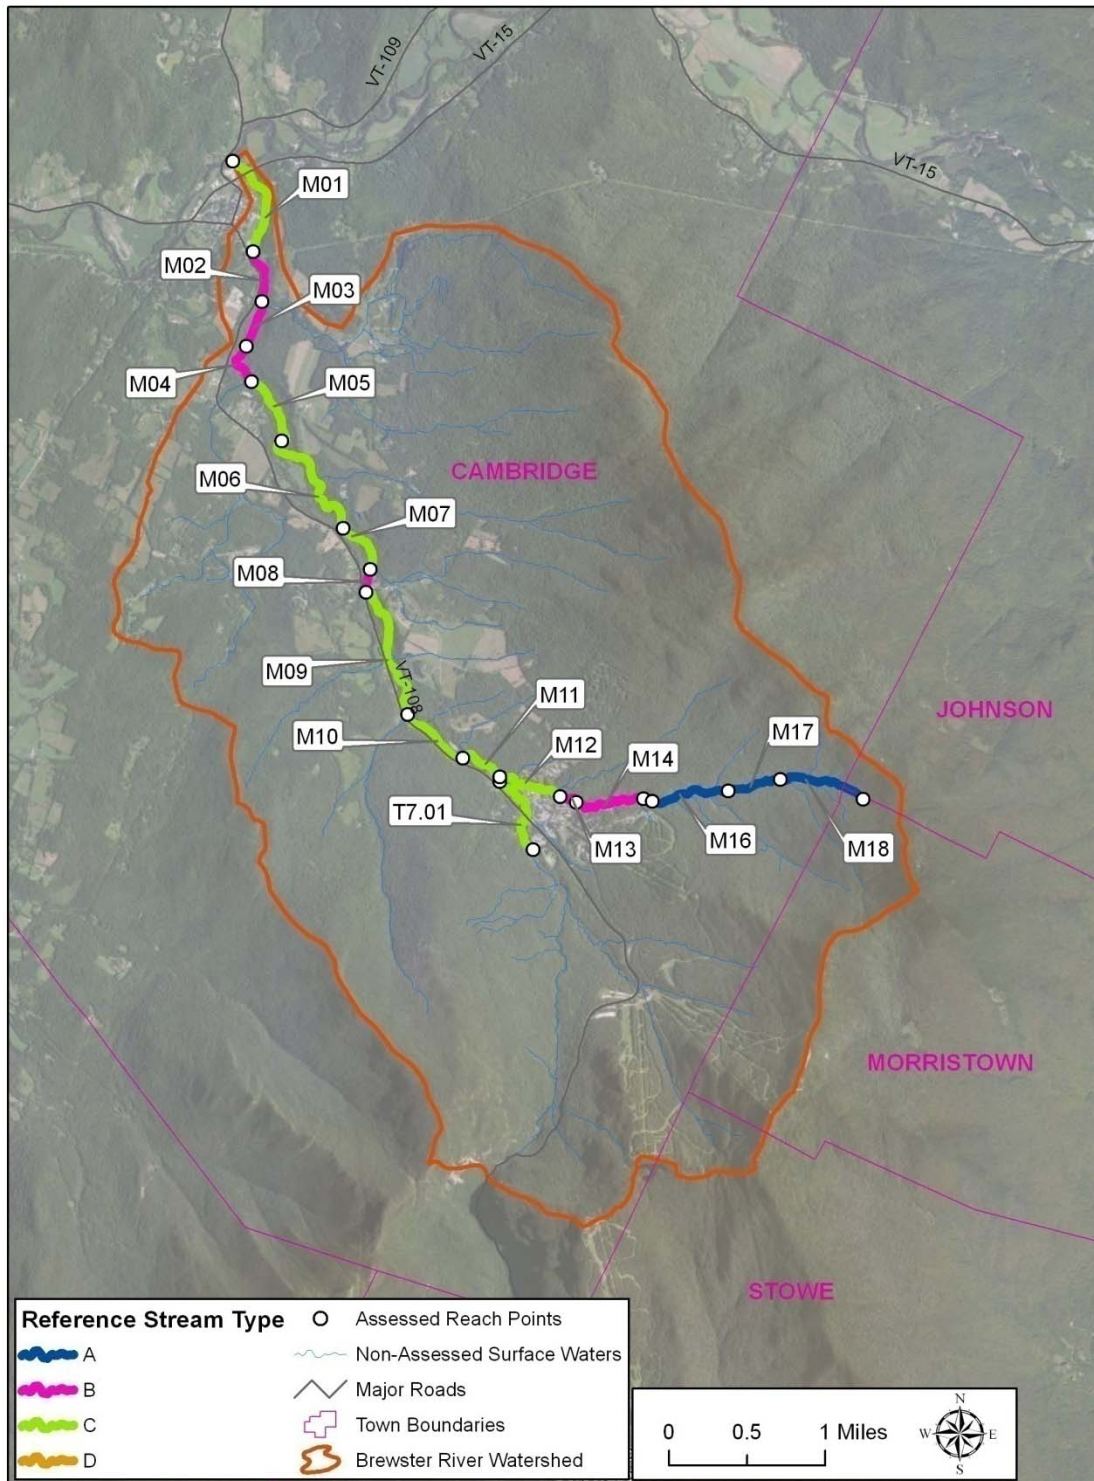 VT-109
VT-15
VT-15
M01
M02
M03
M04
M05
CAMBRIDGE
M06
M07
M08
M09
VT-108
M11
JOHNSON
M10
M12
M14
M17
T7.01
M13
M16
M18
MORRISTOWN
STOWE
Reference Stream Type
A
B
C
D
Assessed Reach Points
Non-Assessed Surface Waters
Major Roads
Town Boundaries
Brewster River Watershed
0 0.5 1 Miles
N
W E
S